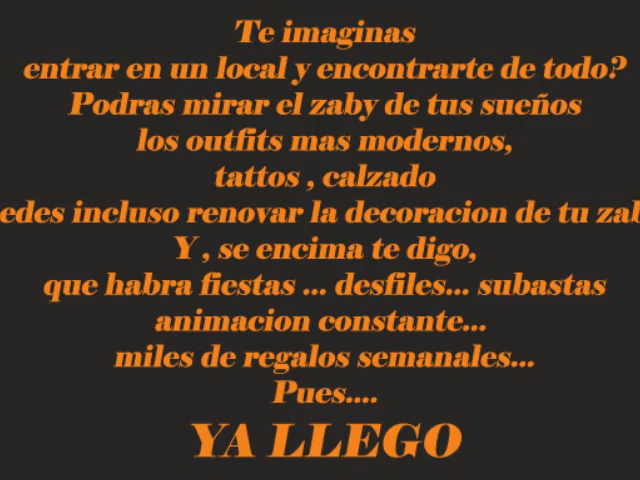 Te imaginas
entrar en un local y encontrarte de todo?
Podras mirar el zaby de tus sueños
los outfits mas modernos,
tattos , calzado
edes incluso renovar la decoracion de tu zab
Y , se encima te digo,
que habra fiestas ... desfiles... subastas
animacion constante...
miles de regalos semanales...
Pues....
YA LLEGO